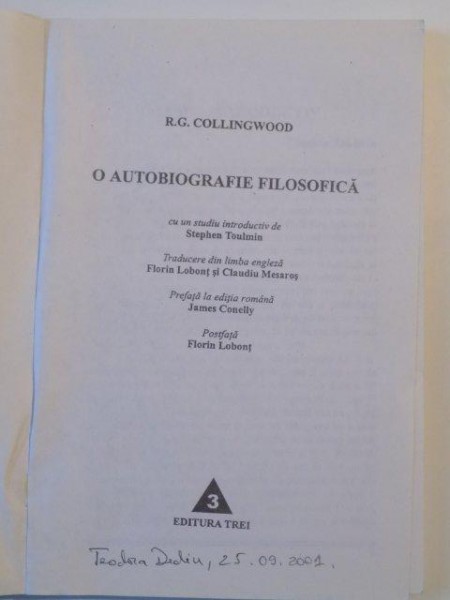 R.G. COLLINGWOOD
O AUTOBIOGRAFIE FILOSOFICĂ
cu un studiu introductiv de
Stephen Toulmin
Traducere din limba engleză
Florin Lobonț și Claudiu Mesaroș
Prefață la ediția română
James Conelly
Postfață
Florin Lobonț
3
EDITURA TREI
Teodora Dediu, 25.09.2001.